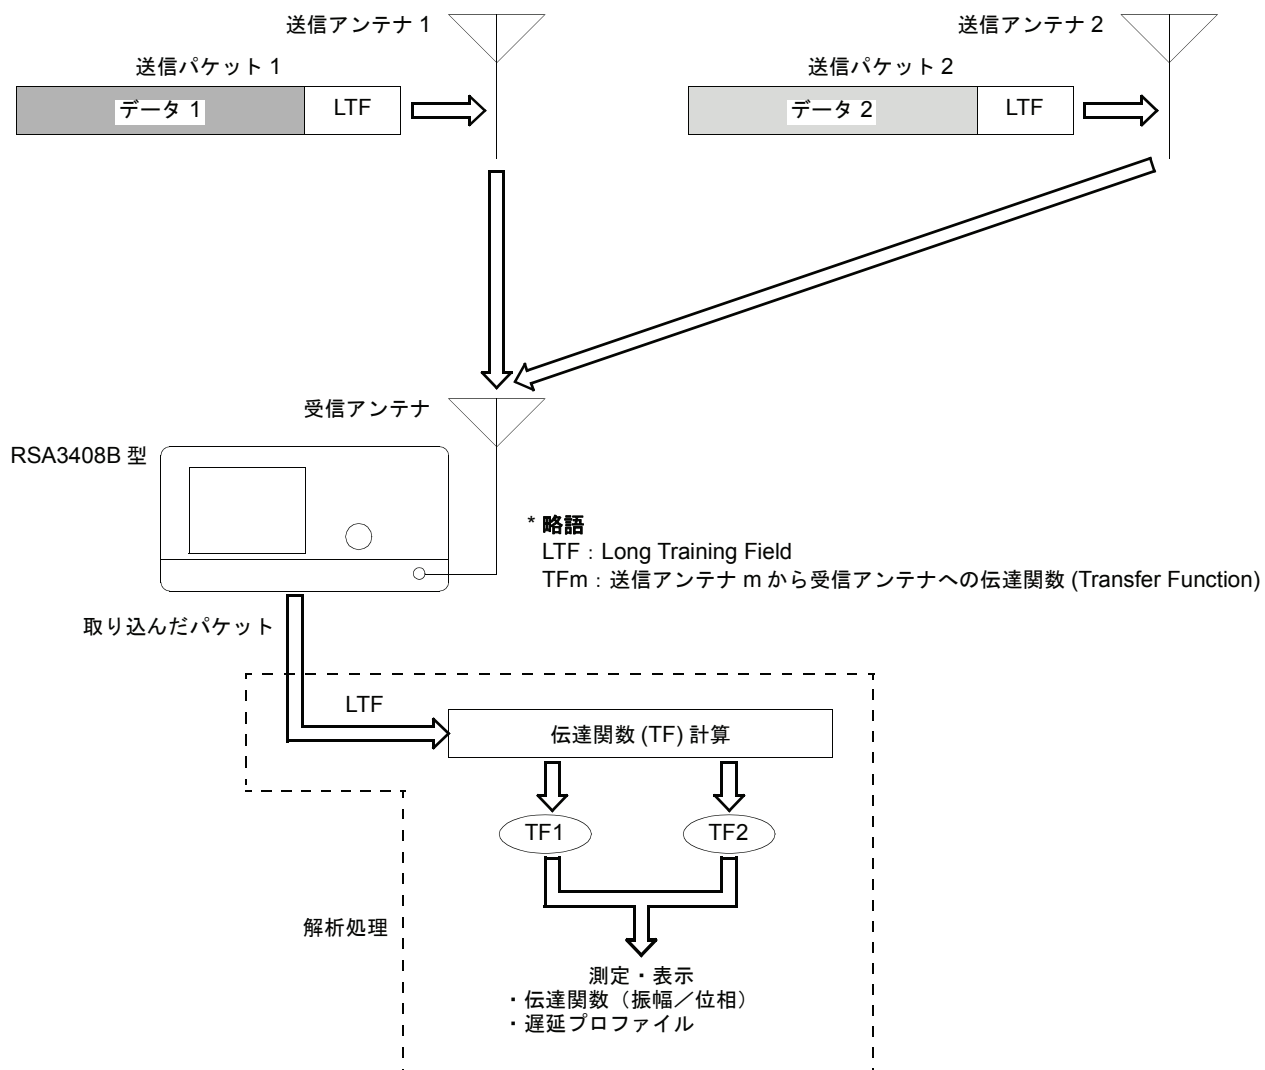 送信アンテナ 1
送信アンテナ 2
送信パケット 1
送信パケット 2
データ 1
LTF
データ 2
LTF
受信アンテナ
RSA3408B 型
* 略語
LTF：Long Training Field
TFm：送信アンテナ m から受信アンテナへの伝達関数 (Transfer Function)
取り込んだパケット
LTF
伝達関数 (TF) 計算
TF1
TF2
解析処理
測定・表示
・伝達関数（振幅／位相）
・遅延プロファイル